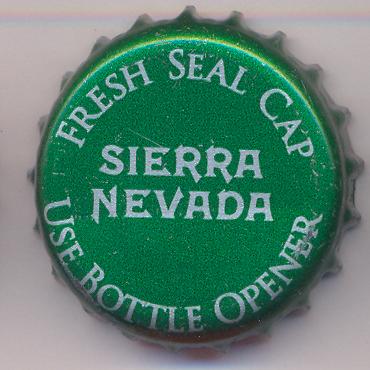 FRESH SEAL CAP
SIERRA
NEVADA
USE BOTTLE OPENER